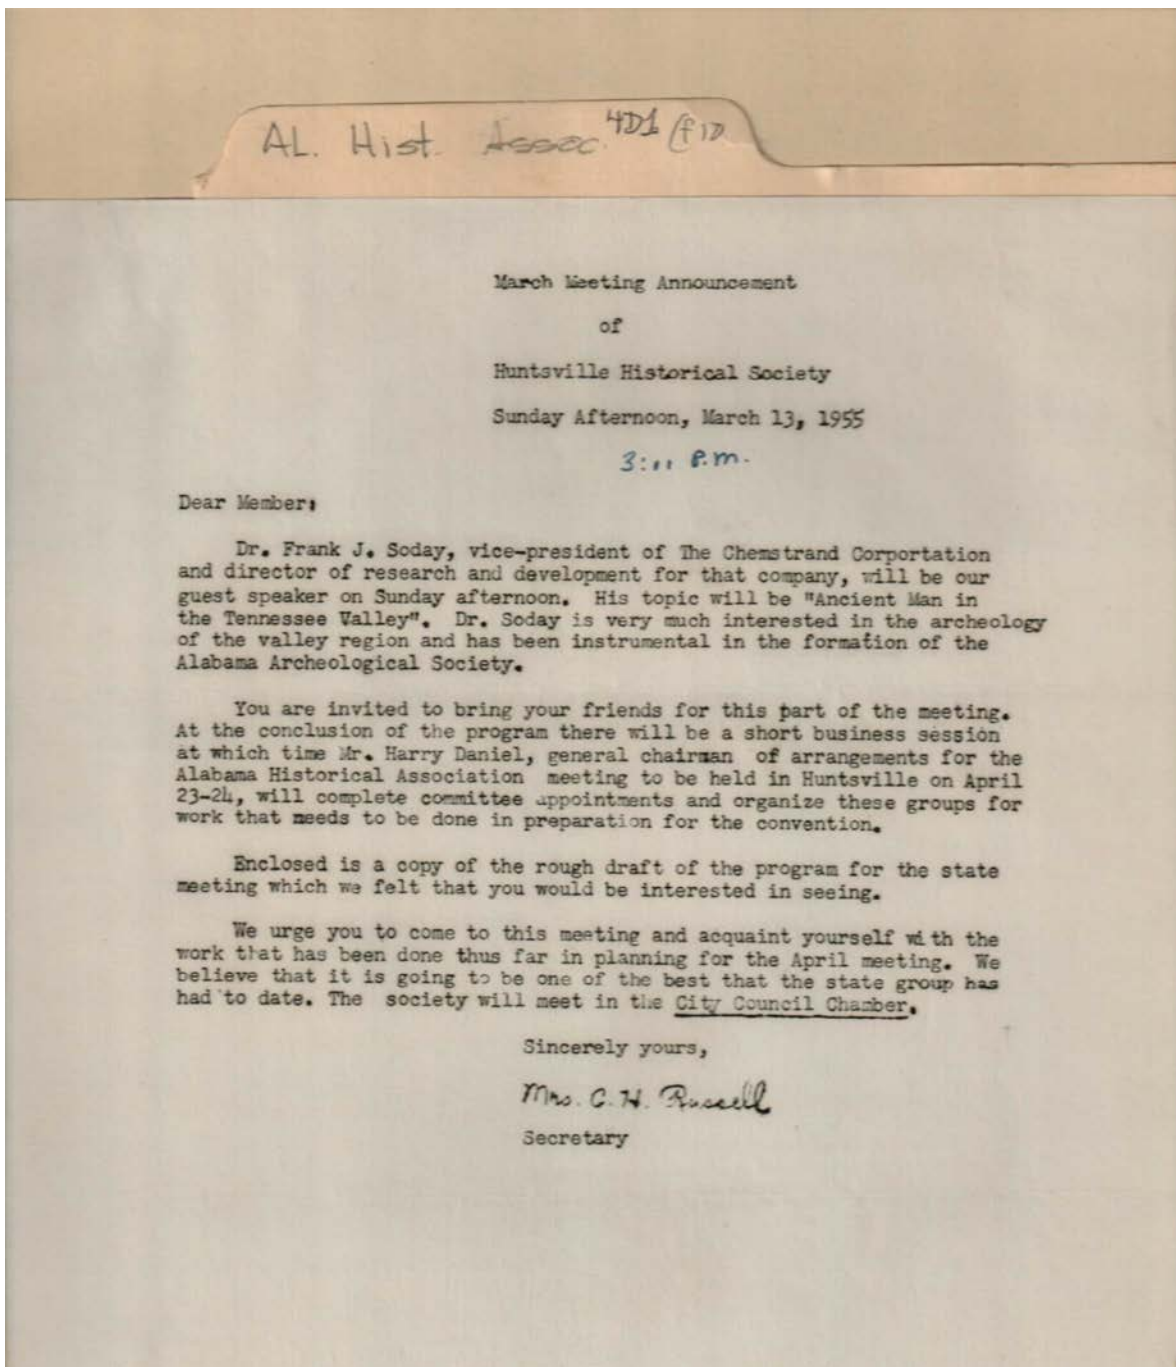 AL. Hist. Assoc. 4D1 (f10
March Meeting Announcement
of
Huntsville Historical Society
Sunday Afternoon, March 13, 1955
3:00 P.m.
Dear Member:
Dr. Frank J. Soday, vice-president of The Chemstrand Corportation
and director of research and development for that company, will be our
guest speaker on Sunday afternoon. His topic will be "Ancient Man in
the Tennessee Valley". Dr. Soday is very much interested in the archeology
of the valley region and has been instrumental in the formation of the
Alabama Archeological Society.
You are invited to bring your friends for this part of the meeting.
At the conclusion of the program there will be a short business session
at which time Mr. Harry Daniel, general chairman of arrangements for the
Alabama Historical Association meeting to be held in Huntsville on April
23-24, will complete committee appointments and organize these groups for
work that needs to be done in preparation for the convention.
Enclosed is a copy of the rough draft of the program for the state
meeting which we felt that you would be interested in seeing.
We urge you to come to this meeting and acquaint yourself with the
work that has been done thus far in planning for the April meeting. We
believe that it is going to be one of the best that the state group has
had to date. The society will meet in the City Council Chamber.
Sincerely yours,
Mrs. C. H. Russell
Secretary